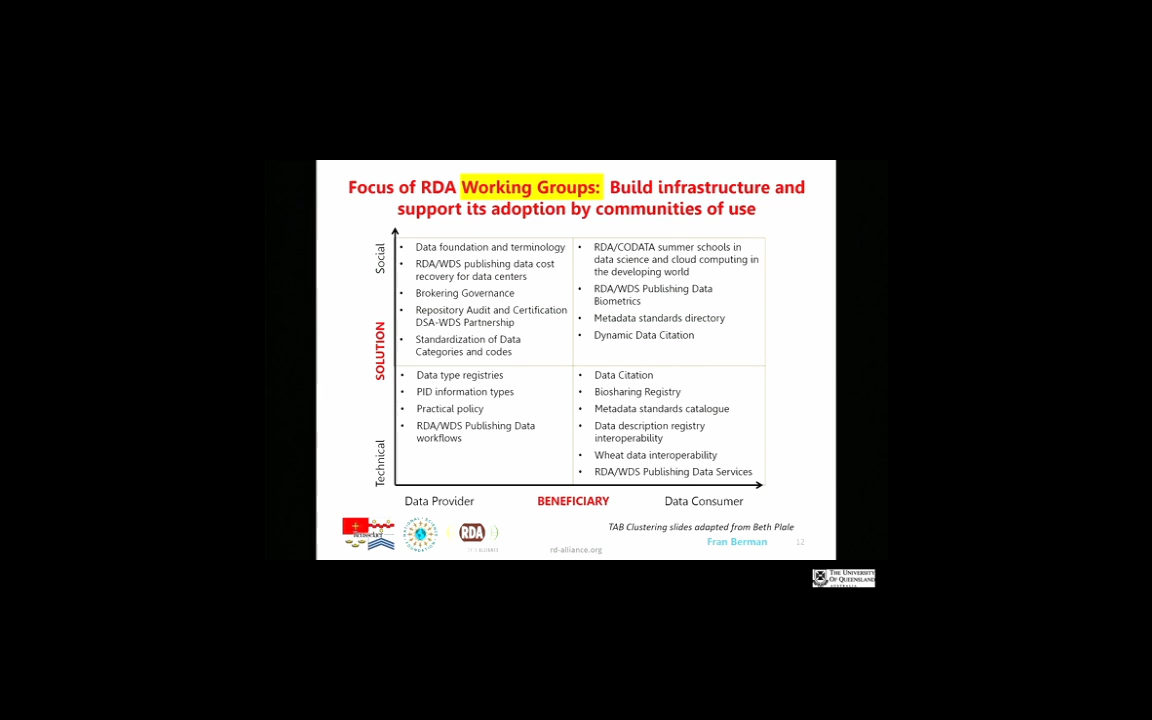 Focus of RDA Working Groups: Build infrastructure and
support its adoption by communities of use
Social
SOLUTION
Technical
• Data foundation and terminology
• RDA/WDS publishing data cost
recovery for data centers
• Brokering Governance
• Repository Audit and Certification
DSA-WDS Partnership
• Standardization of Data
Categories and codes
• RDA/CODATA summer schools in
data science and cloud computing in
the developing world
• RDA/WDS Publishing Data
Biometrics
• Metadata standards directory
• Dynamic Data Citation
• Data type registries
• PID information types
• Practical policy
• RDA/WDS Publishing Data
workflows
• Data Citation
• Biosharing Registry
• Metadata standards catalogue
• Data description registry
interoperability
• Wheat data interoperability
• RDA/WDS Publishing Data Services
Data Provider
BENEFICIARY
Data Consumer
TAB Clustering slides adapted from Beth Plale
Fran Berman
12
RDA
rd-alliance.org
THE UNIVERSITY
OF QUEENSLAND
AUSTRALIA